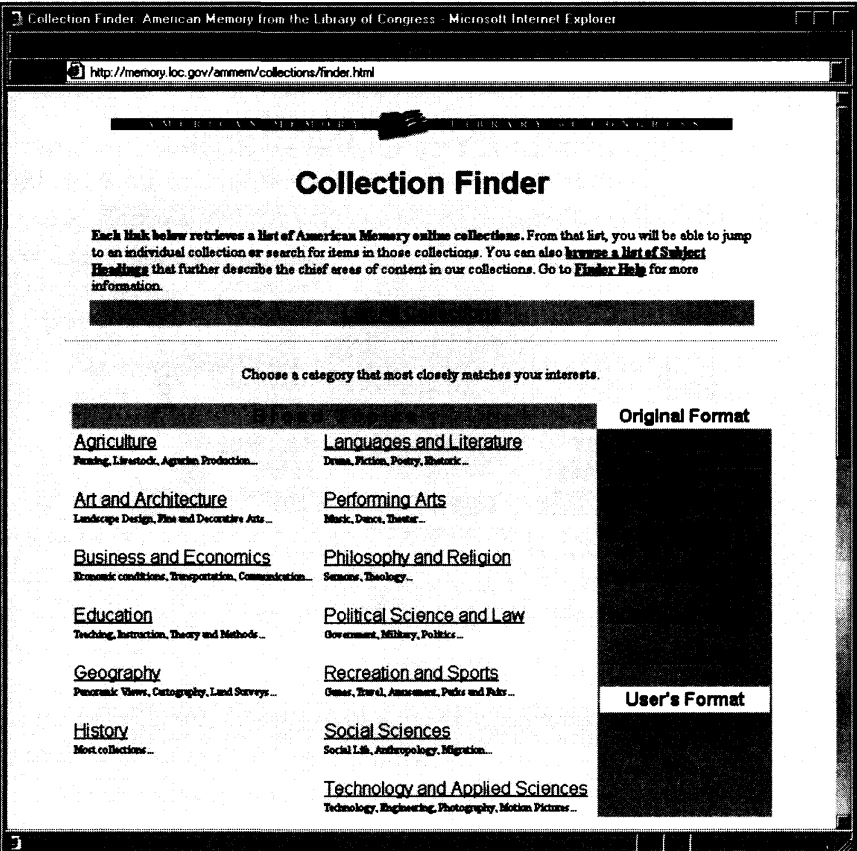 Collection Finder: American Memory from the Library of Congress - Microsoft Internet Explorer
http://memory.loc.gov/ammem/collections/finder.html
AMERICAN MEMORY LIBRARY of CONGRESS
Collection Finder
Each link below retrieves a list of American Memory online collections. From that list, you will be able to jump
to an individual collection or search for items in those collections. You can also browse a list of Subject
Headings that further describe the chief areas of content in our collections. Go to Finder Help for more
information.
Choose a category that most closely matches your interests.
Broad Topics
Original Format
Agriculture
Farming, Livestock, Agrarian Production...
Art and Architecture
Landscape Design, Fine and Decorative Arts...
Business and Economics
Economic conditions, Transportation, Communication...
Education
Teaching, Instruction, Theory and Methods...
Geography
Panoramic Views, Cartography, Land Surveys...
History
Most collections...
Languages and Literature
Drama, Fiction, Poetry, Rhetoric...
Performing Arts
Music, Dance, Theater...
Philosophy and Religion
Sermons, Theology...
Political Science and Law
Government, Military, Politics...
Recreation and Sports
Games, Travel, Amusement, Parks and Fairs...
Social Sciences
Social Life, Anthropology, Migration...
Technology and Applied Sciences
Technology, Engineering, Photography, Motion Pictures...
User's Format